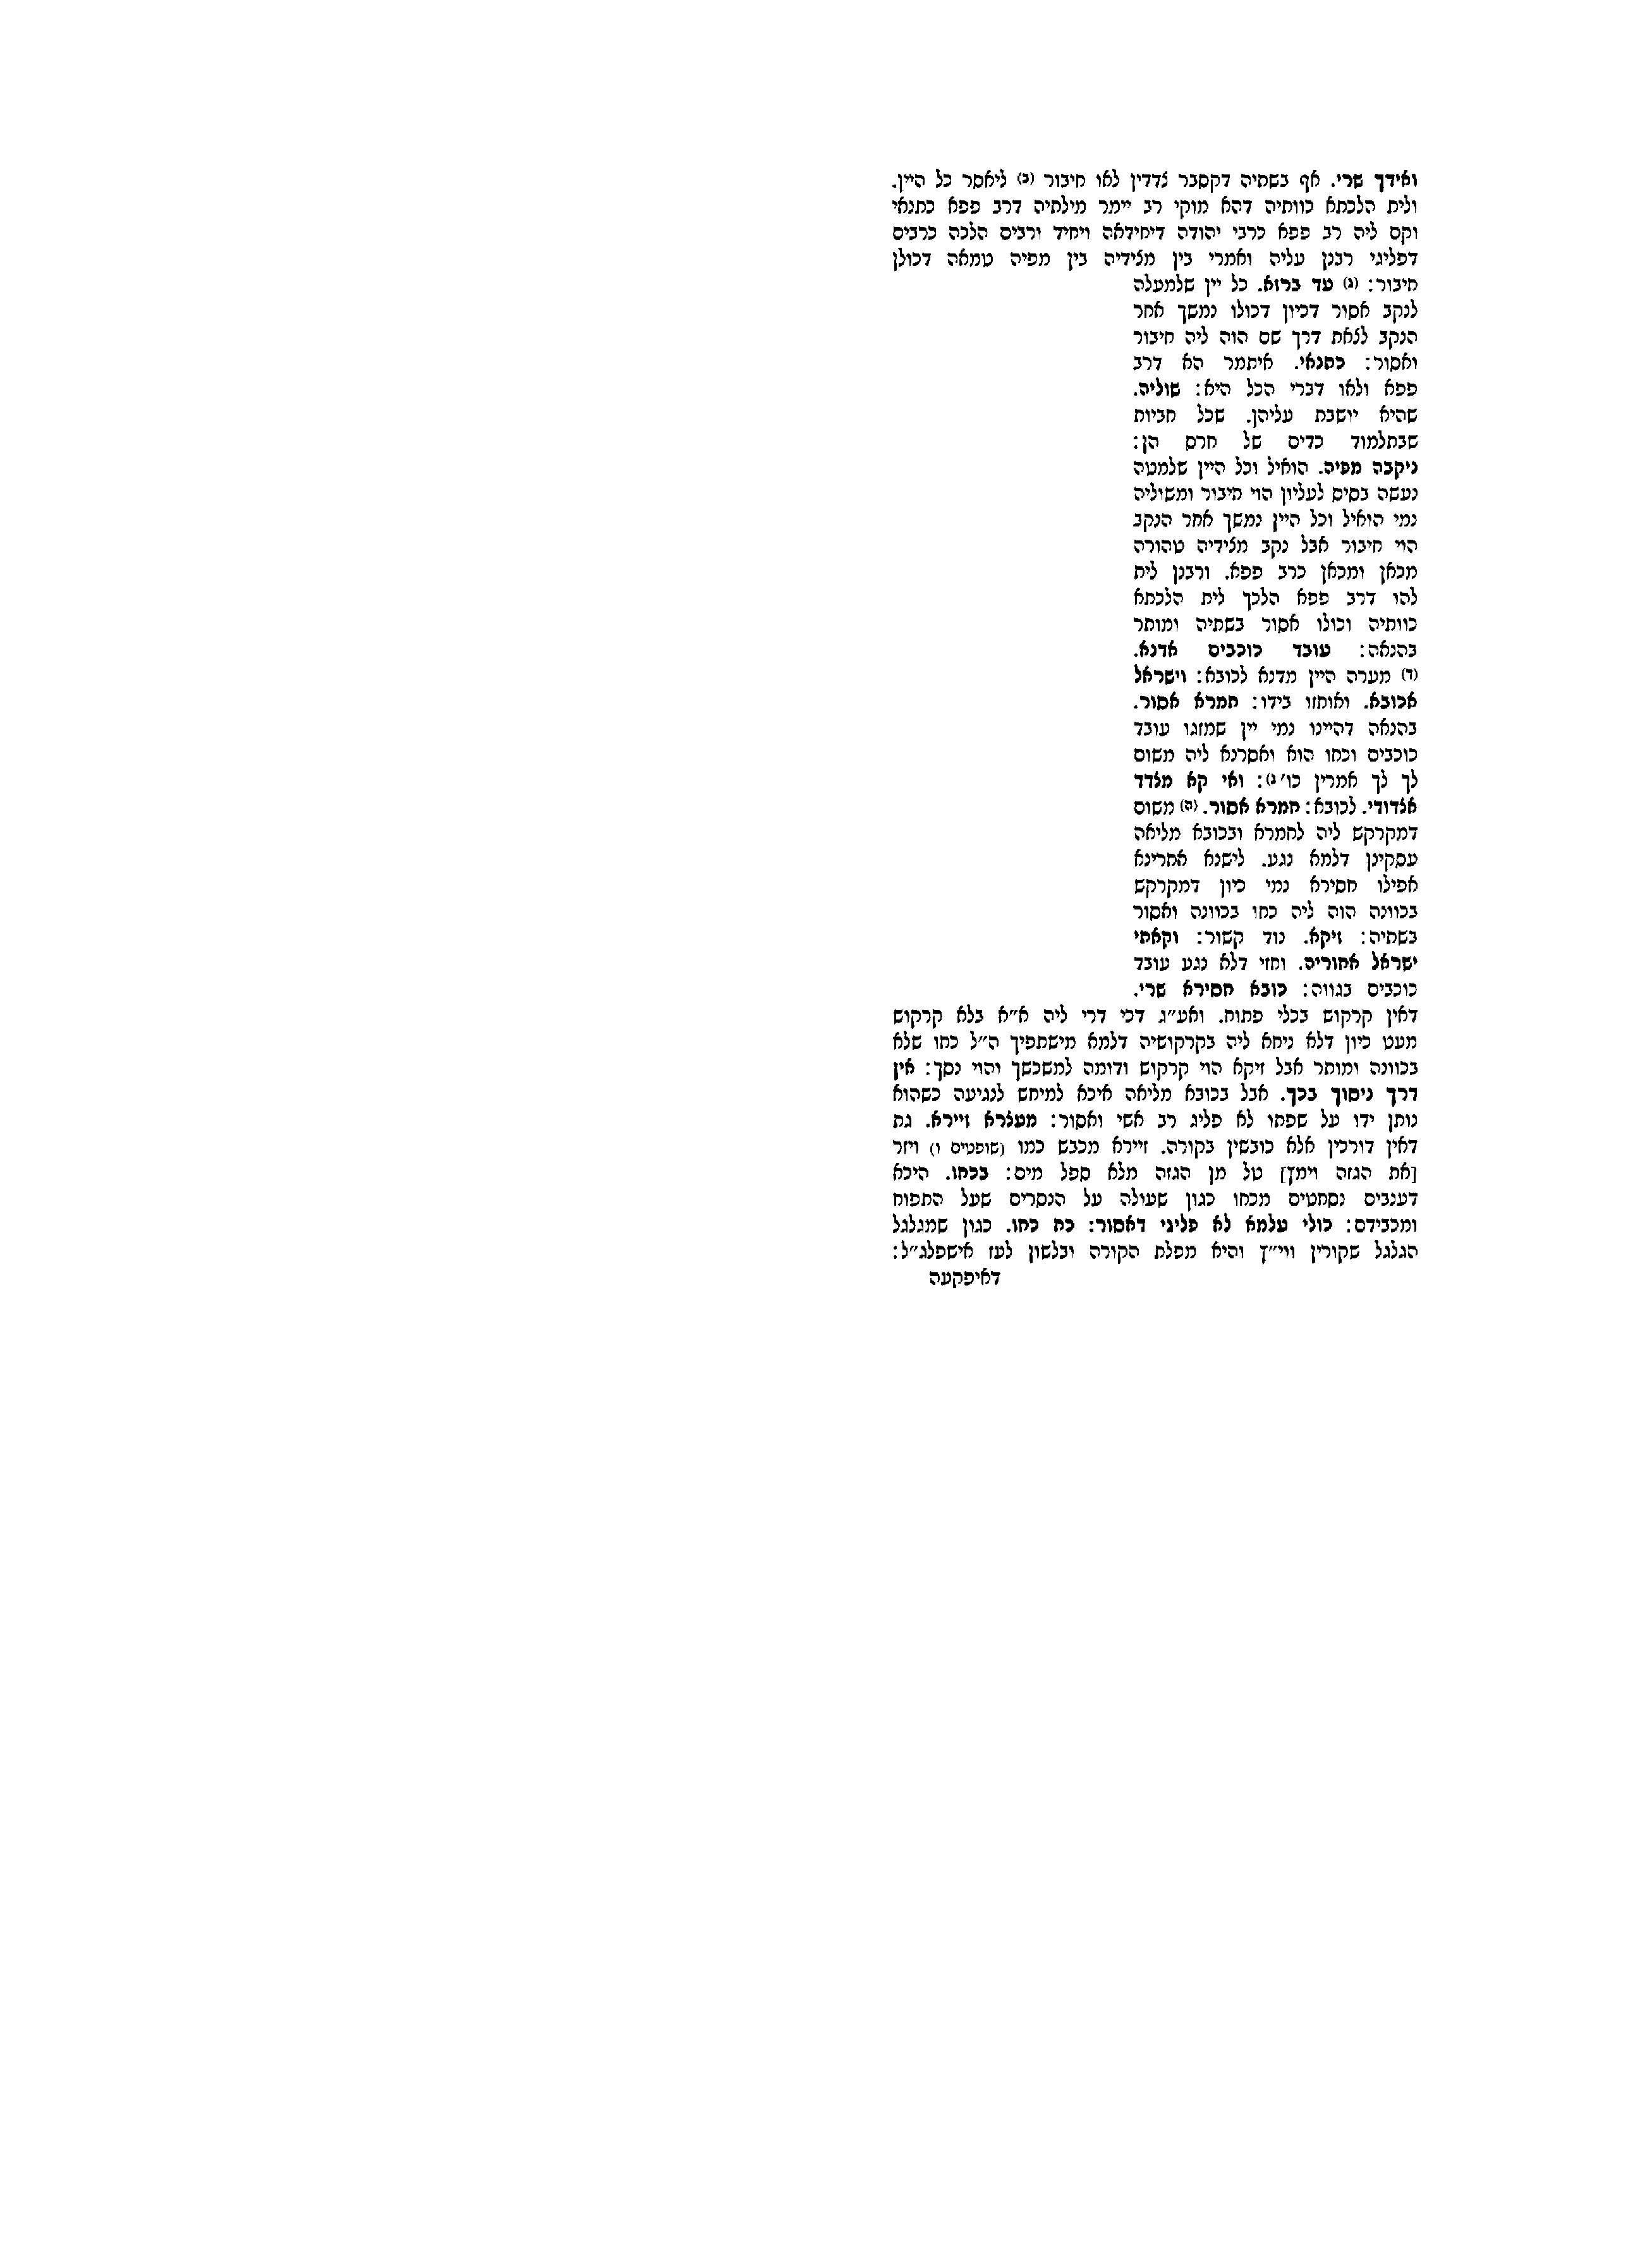 ואידך שרי. אף בשתיה דקסבר צדדין לאו חיבור (ב) ליאסר כל היין.
ולית הלכתא כוותיה דהא מוקי רב יימר מילתיה דרב פפא כתנאי
וקם ליה רב פפא כרבי יהודה דיחידאה ויחיד ורבים הלכה כרבים
דפליגי רבנן עליה ואמרי בין מצידיה בין מפיה טמאה דכולן
חיבור: (ג) עד ברזא. כל יין שלמעלה
לנקב אסור דכיון דכולו נמשך אחר
הנקב לצאת דרך שם הוה ליה חיבור
ואסור: כתנאי. איתמר הא דרב
פפא ולאו דברי הכל היא: שוליה.
שהיא יושבת עליהן. שכל חביות
שבתלמוד כדים של חרס הן:
ניקבה מפיה. הואיל וכל היין שלמטה
נעשה בסיס לעליון הוי חיבור ומשוליה
נמי הואיל וכל היין נמשך אחר הנקב
הוי חיבור אבל נקב מצידיה טהורה
מכאן ומכאן כרב פפא. ורבנן לית
להו דרב פפא הלכך לית הלכתא
כוותיה וכולו אסור בשתיה ומותר
בהנאה: עובד כוכבים אדנא.
(ד) מערה היין מדנא לכובא: וישראל
אכובא. ואוחזו בידו: חמרא אסור.
בהנאה דהיינו נמי יין שמזגו עובד
כוכבים וכחו הוא ואסרנא ליה משום
לך לך אמרין כו' ג): ואי קא מצדד
אצדודי. לכובא: חמרא אסור. (ה) משום
דמקרקש ליה לחמרא ובכובא מליאה
עסקינן דלמא נגע. לישנא אחרינא
אפילו חסירא נמי כיון דמקרקש
בכוונה הוה ליה כחו בכוונה ואסור
בשתיה: זיקא. נוד קשור: וקאתי
ישראל אחוריה. וחזי דלא נגע עובד
כוכבים בגווה: כובא חסירא שרי.
דאין קרקוש בכלי פתוח. ואע״ג דכי דרי ליה א״א בלא קרקוש
מעט כיון דלא ניחא ליה בקרקושיה דלמא מישתפיך ה״ל כחו שלא
בכוונה ומותר אבל זיקא הוי קרקוש ודומה למשכשך והוי נסך: אין
דרך ניסוך בכך. אבל בכובא מליאה איכא למיחש לנגיעה כשהוא
נותן ידו על שפתו לא פליג רב אשי ואסור: מעצרא זיירא. גת
דאין דורכין אלא כובשין בקורה. זיירא מכבש כמו (שופטים ו) ויזר
[את הגזה וימץ] טל מן הגזה מלא ספל מים: בכחו. היכא
דענבים נסחטים מכחו כגון שעולה על הנסרים שעל התפוח
ומכבידם: כולי עלמא לא פליגי דאסור: כח כחו. כגון שמגלגל
הגלגל שקורין ווי״ץ והיא מפלת הקורה ובלשון לעז אישפלג״ל:
דאיפקעה